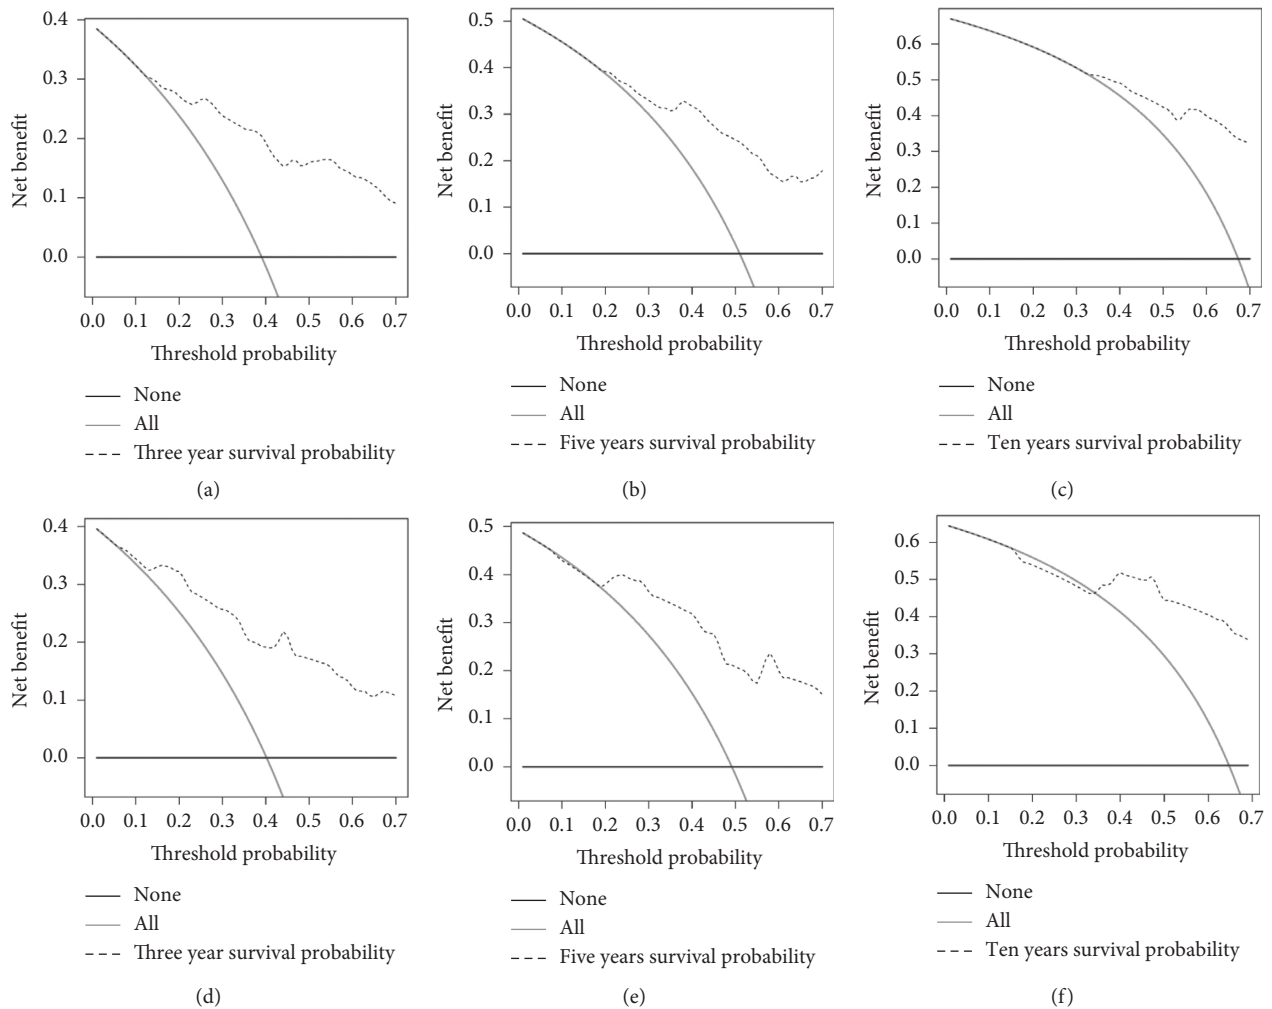 0.4
0.3
0.2
0.1
0.0
Net benefit
0.0 0.1 0.2 0.3 0.4 0.5 0.6 0.7
Threshold probability
None
All
Three year survival probability
(a)
0.5
0.4
0.3
0.2
0.1
0.0
Net benefit
0.0 0.1 0.2 0.3 0.4 0.5 0.6 0.7
Threshold probability
None
All
Five years survival probability
(b)
0.6
0.5
0.4
0.3
0.2
0.1
0.0
Net benefit
0.0 0.1 0.2 0.3 0.4 0.5 0.6 0.7
Threshold probability
None
All
Ten years survival probability
(c)
0.4
0.3
0.2
0.1
0.0
Net benefit
0.0 0.1 0.2 0.3 0.4 0.5 0.6 0.7
Threshold probability
None
All
Three year survival probability
(d)
0.5
0.4
0.3
0.2
0.1
0.0
Net benefit
0.0 0.1 0.2 0.3 0.4 0.5 0.6 0.7
Threshold probability
None
All
Five years survival probability
(e)
0.6
0.5
0.4
0.3
0.2
0.1
0.0
Net benefit
0.0 0.1 0.2 0.3 0.4 0.5 0.6 0.7
Threshold probability
None
All
Ten years survival probability
(f)